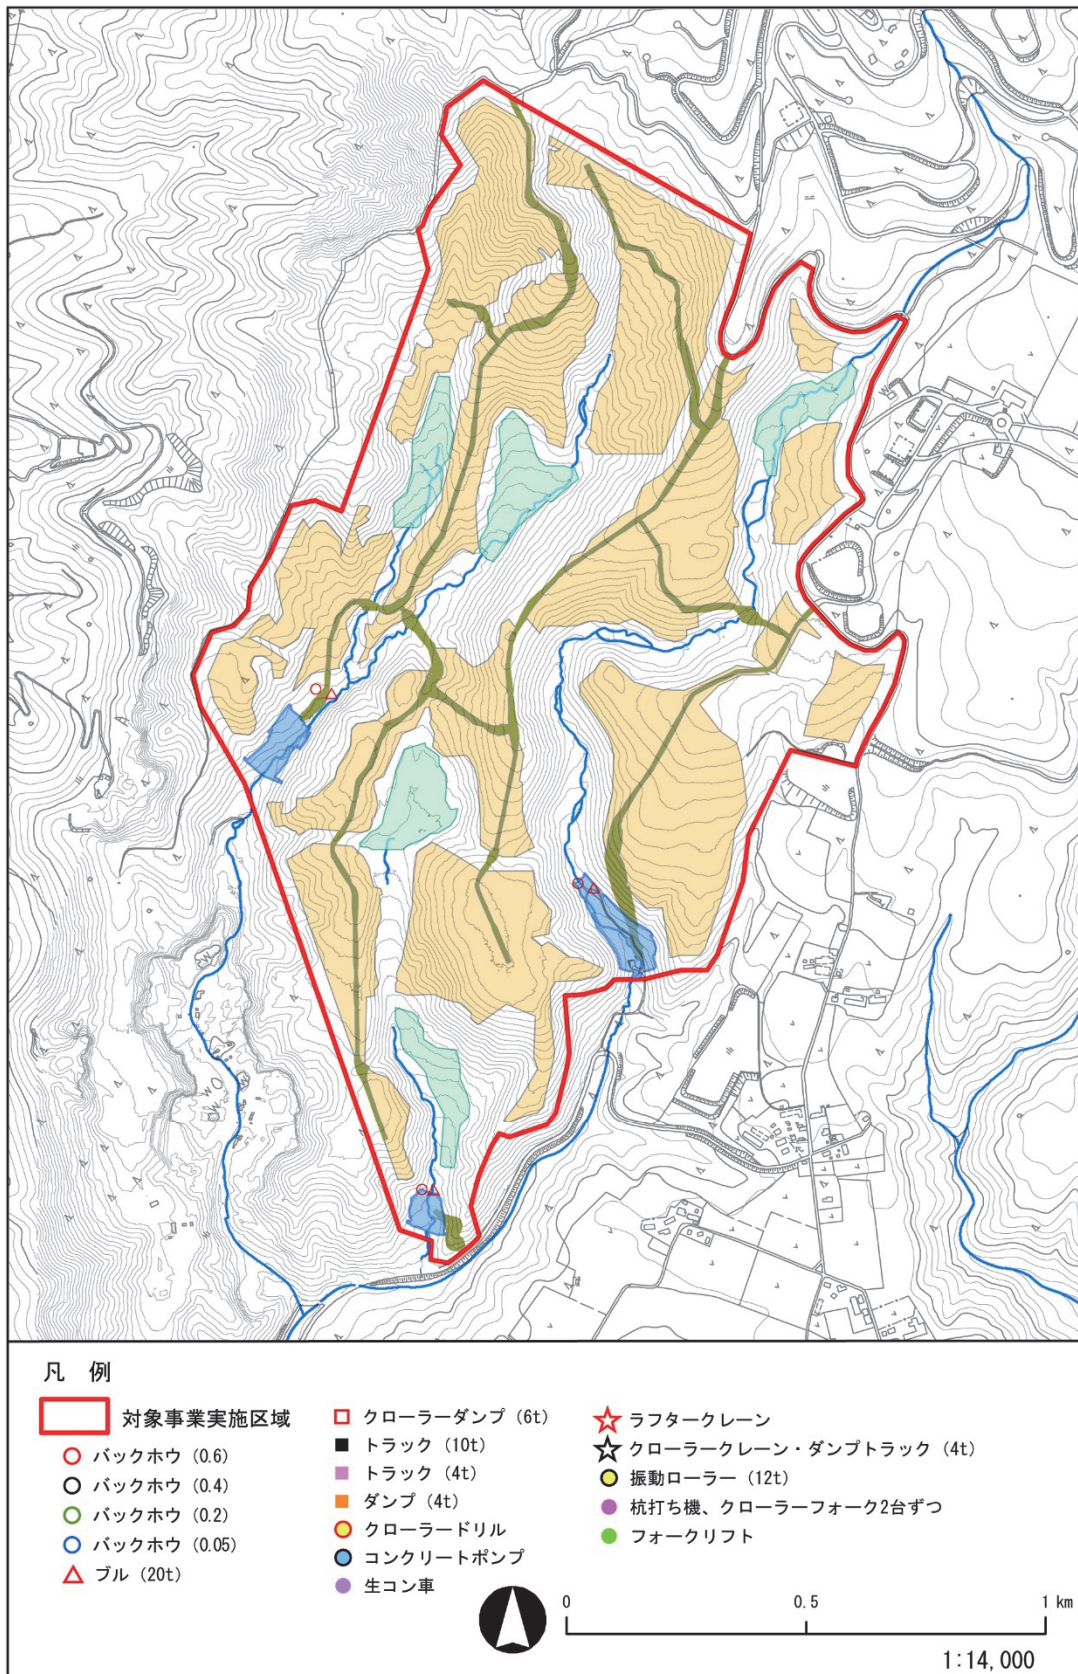 凡 例
対象事業実施区域
バックホウ (0.6)
バックホウ (0.4)
バックホウ (0.2)
バックホウ (0.05)
ブル (20t)
クローラーダンプ (6t)
トラック (10t)
トラック (4t)
ダンプ (4t)
クローラードリル
コンクリートポンプ
生コン車
ラフタークレーン
クローラークレーン・ダンプトラック (4t)
振動ローラー (12t)
杭打ち機、クローラーフォーク2台ずつ
フォークリフト
0 0.5 1 km
1:14,000